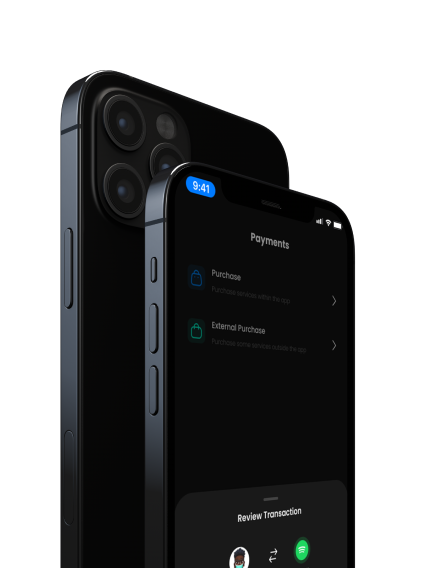 9:41
Payments
Purchase
Purchase services within the app
External Purchase
Purchase some services outside the app
Review Transaction